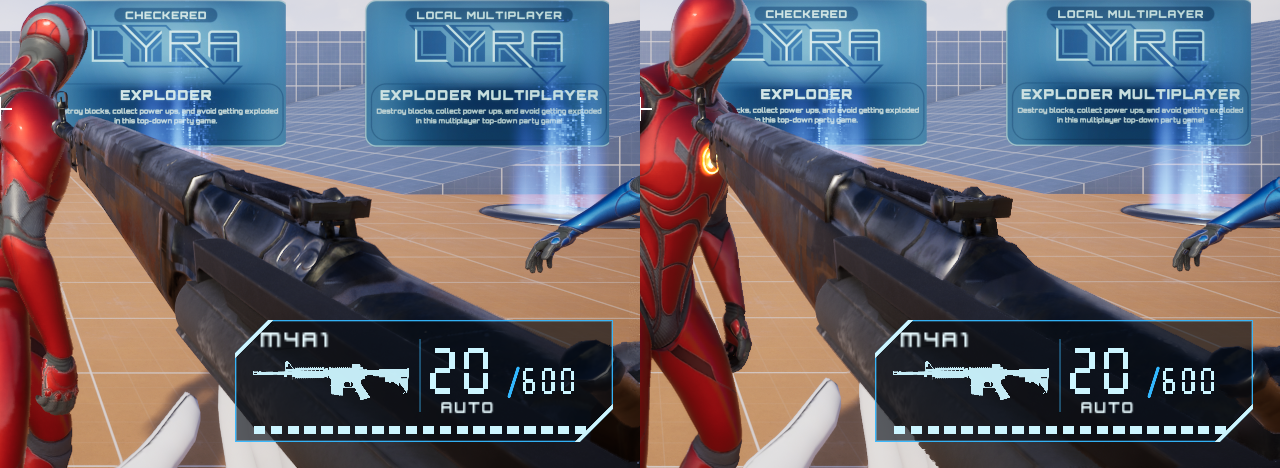 CHECKERED
LYRA
EXPLODER
destroy blocks, collect power ups, and avoid getting exploded
in this top-down party game.
LOCAL MULTIPLAYER
LYRA
EXPLODER MULTIPLAYER
Destroy blocks, collect power ups, and avoid getting exploded
in this multiplayer top-down party game!
M4A1
20 /600
AUTO
CHECKERED
LYRA
EXPLODER
blocks, collect power ups, and avoid getting exploded
in this top-down party game.
LOCAL MULTIPLAYER
LYRA
EXPLODER MULTIPLAYER
Destroy blocks, collect power ups, and avoid getting exploded
in this multiplayer top-down party game!
M4A1
20 /600
AUTO